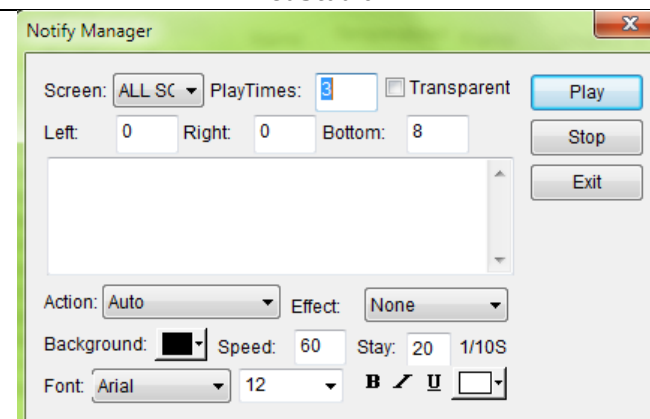 Notify Manager
Screen: ALL SC PlayTimes: 3 Transparent Play
Left: 0 Right: 0 Bottom: 8 Stop
Exit
Action: Auto Effect: None
Background: Speed: 60 Stay: 20 1/10S
Font: Arial 12 B I U